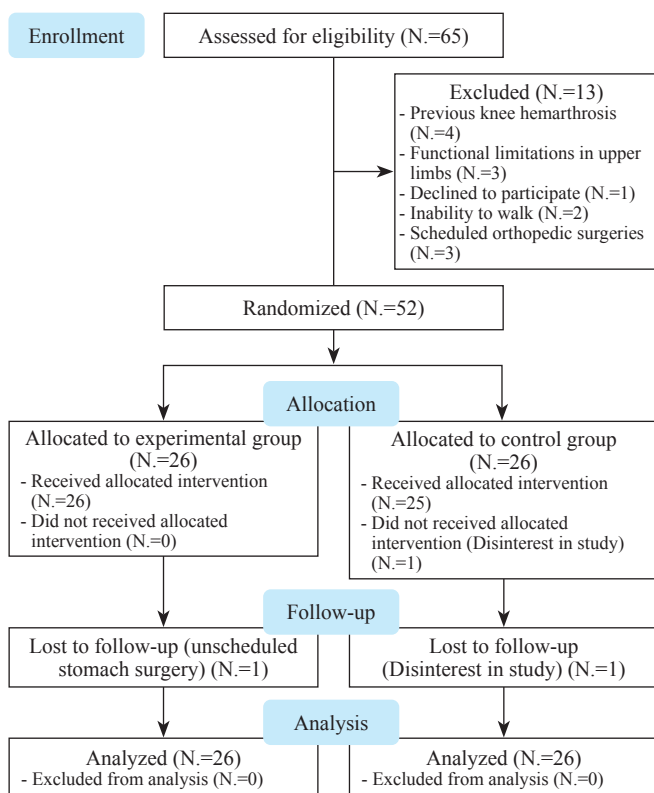 Enrollment
Assessed for eligibility (N.=65)
Excluded (N.=13)
- Previous knee hemarthrosis
(N.=4)
- Functional limitations in upper
limbs (N.=3)
- Declined to participate (N.=1)
- Inability to walk (N.=2)
- Scheduled orthopedic surgeries
(N.=3)
Randomized (N.=52)
Allocation
Allocated to experimental group
(N.=26)
- Received allocated intervention
(N.=26)
- Did not received allocated
intervention (N.=0)
Allocated to control group
(N.=26)
- Received allocated intervention
(N.=25)
- Did not received allocated
intervention (Disinterest in study)
(N.=1)
Follow-up
Lost to follow-up (unscheduled
stomach surgery) (N.=1)
Lost to follow-up
(Disinterest in study) (N.=1)
Analysis
Analyzed (N.=26)
- Excluded from analysis (N.=0)
Analyzed (N.=26)
- Excluded from analysis (N.=0)